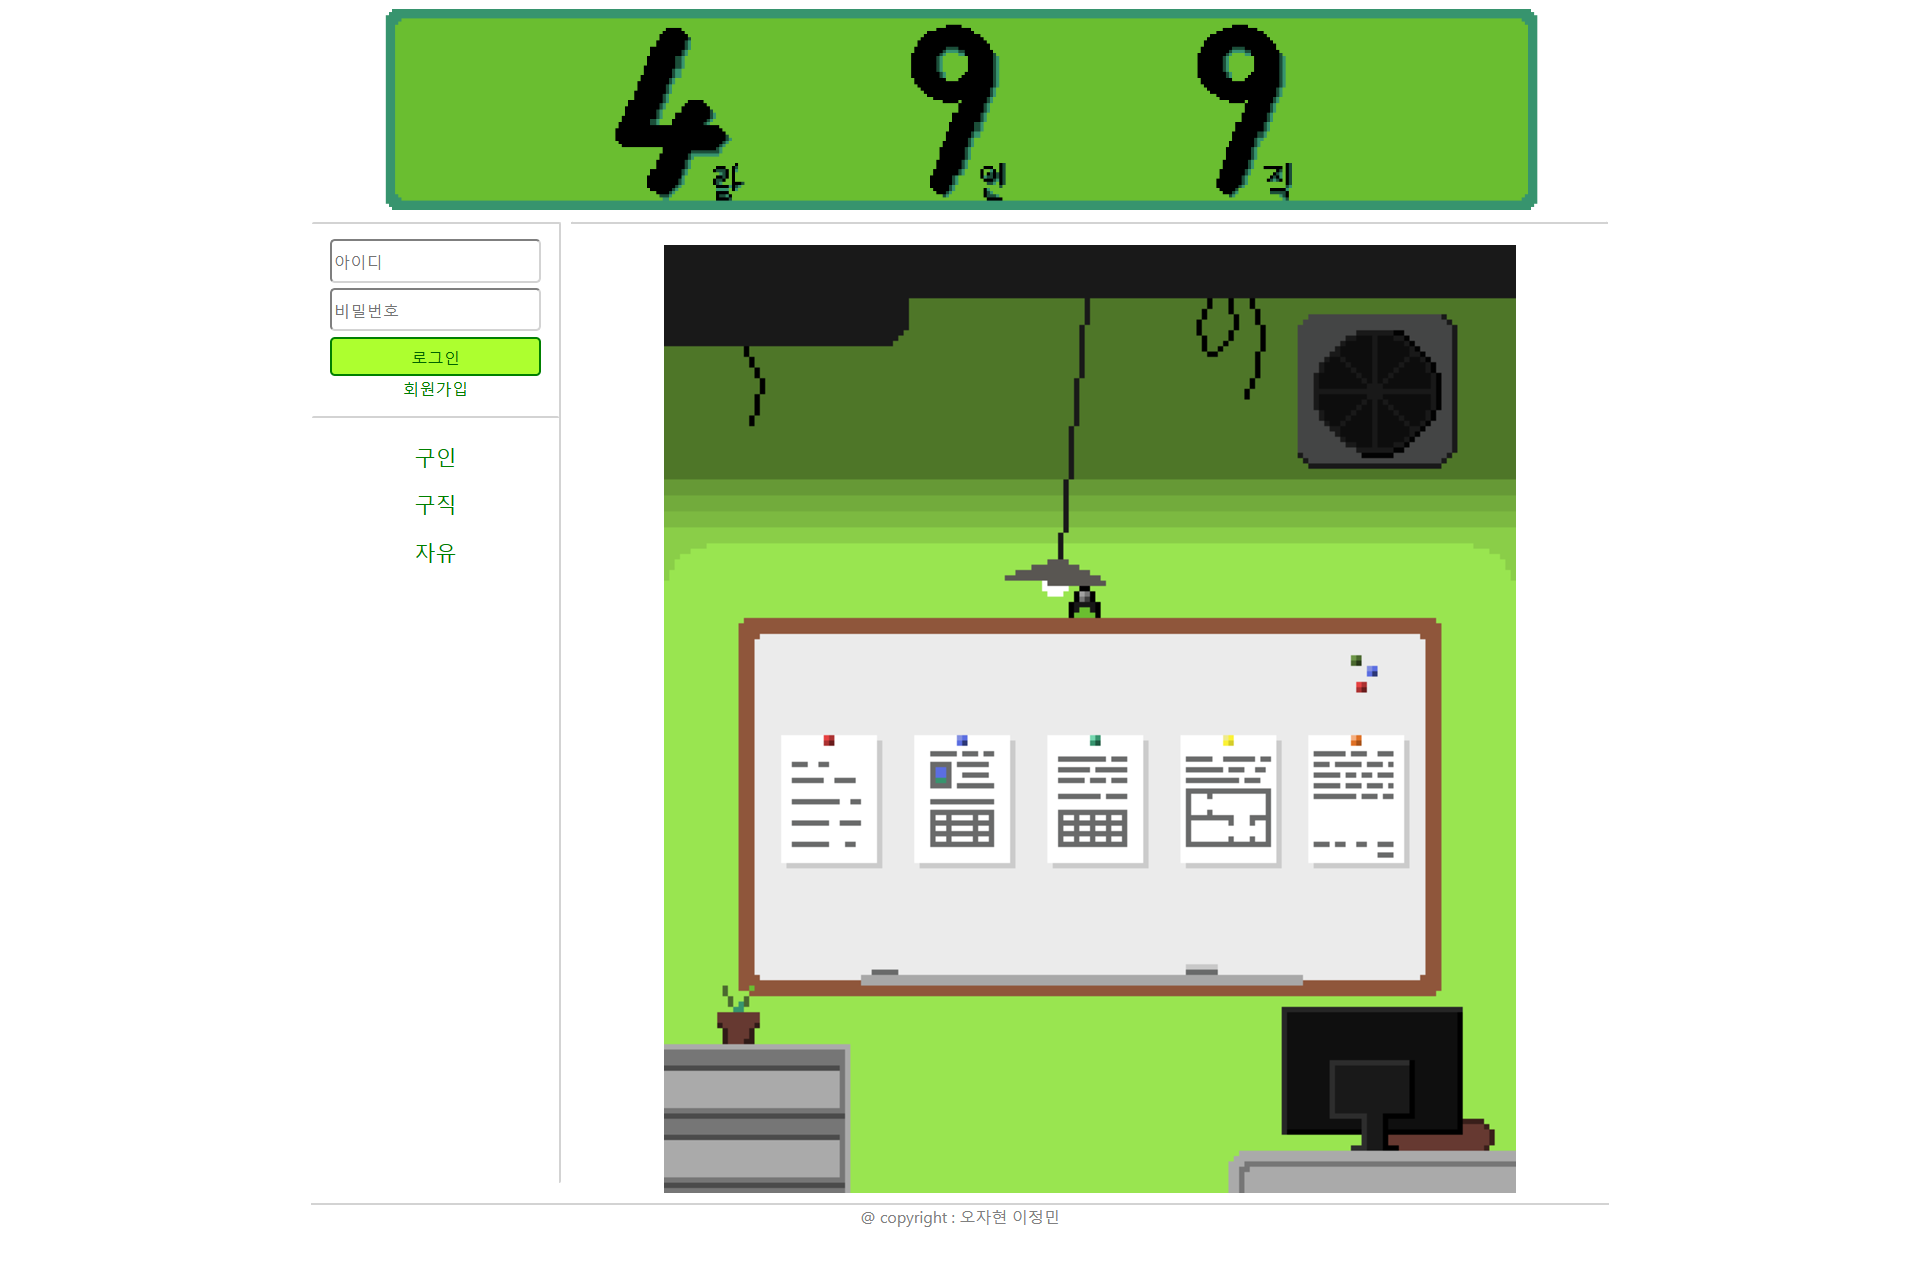 4람 9인 9직
아이디
비밀번호
로그인
회원가입
구인
구직
자유
@ copyright : 오자현 이정민